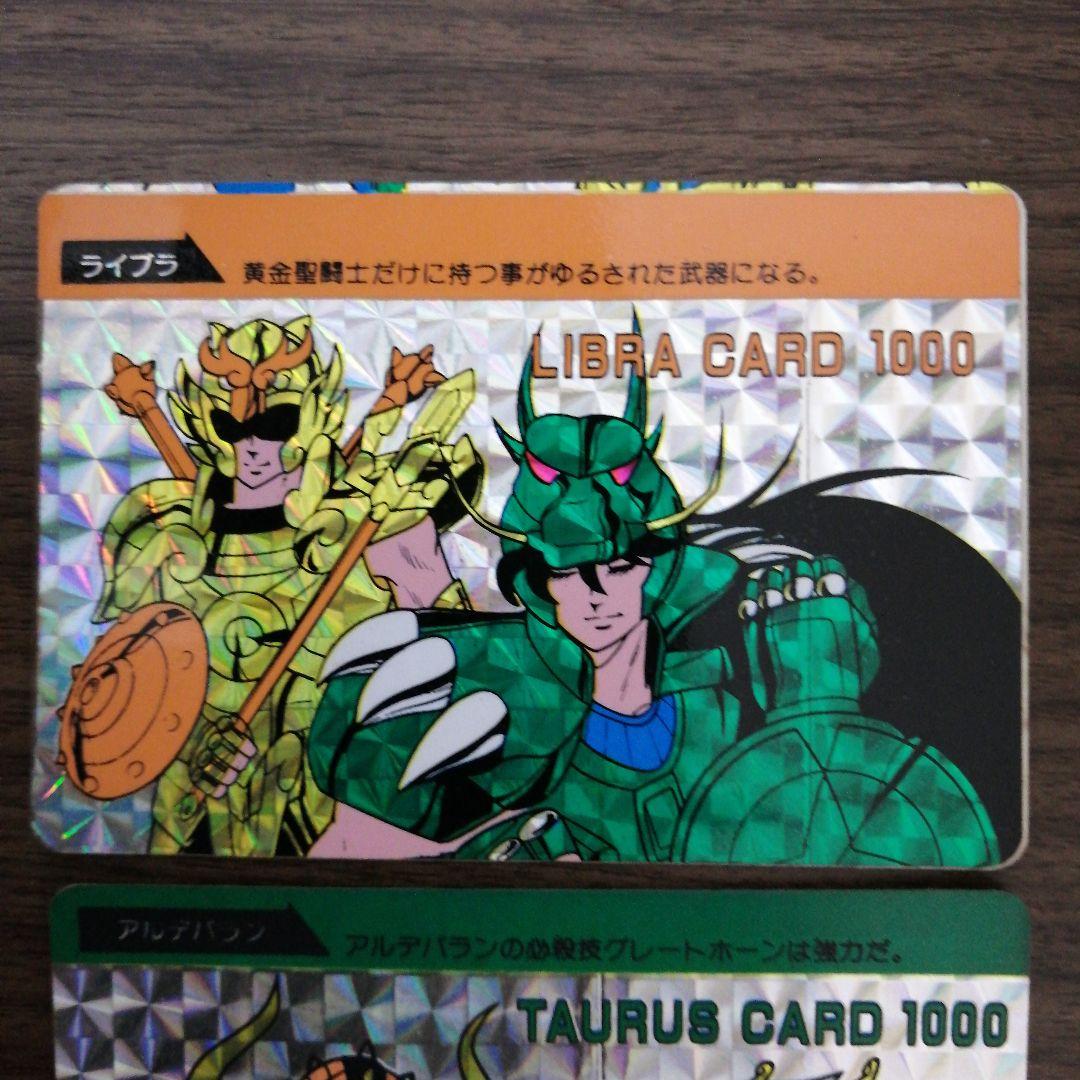 ライブラ
黄金聖闘士だけに持つ事がゆるされた武器になる。
LIBRA CARD 1000
アルデバラン
アルデバランの必殺技グレートホーンは強力だ。
TAURUS CARD 1000